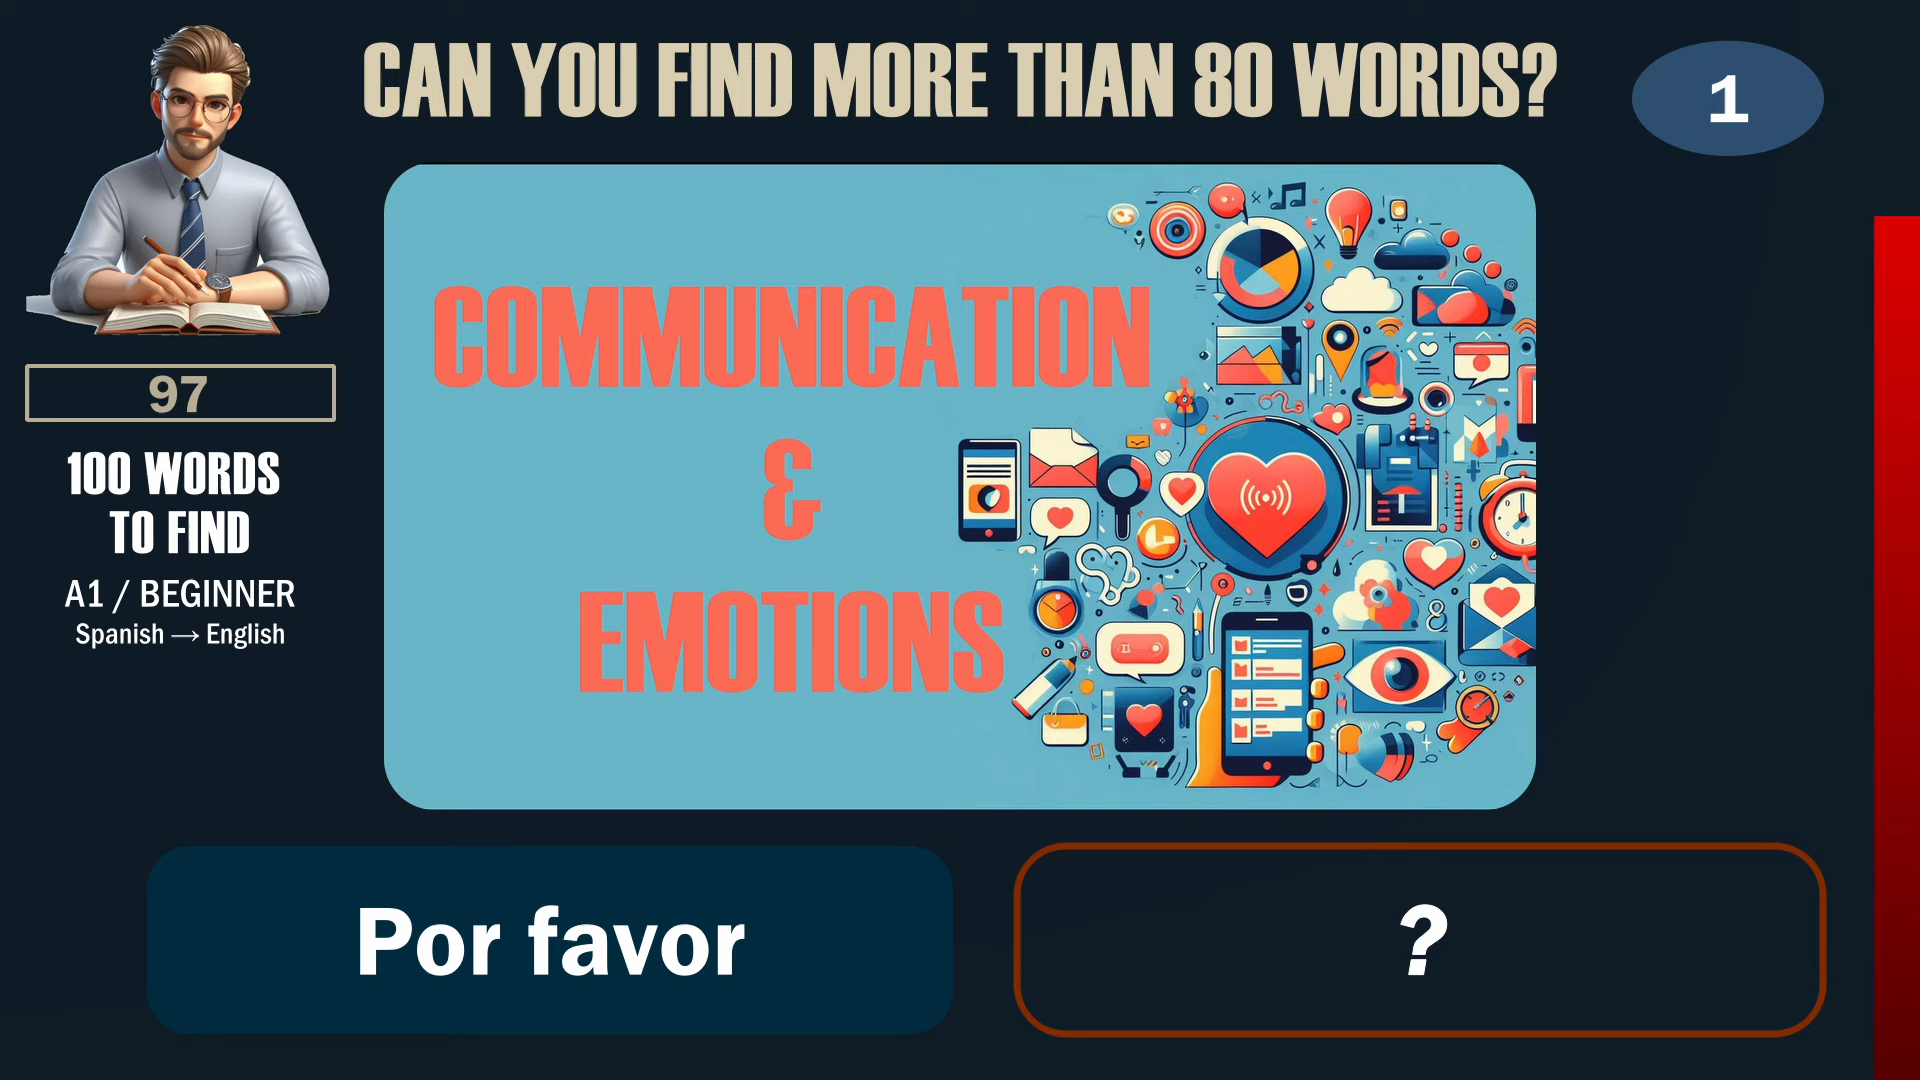 CAN YOU FIND MORE THAN 80 WORDS?
1
COMMUNICATION
&
EMOTIONS
97
100 WORDS
TO FIND
A1 / BEGINNER
Spanish → English
Por favor
?